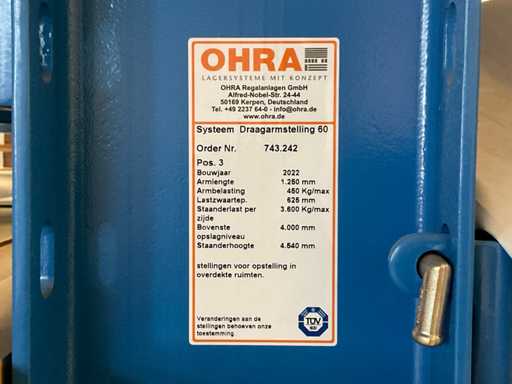 OHRA
LAGERSYSTEME MIT KONZEPT
OHRA Regalanlagen GmbH
Alfred-Nobel-Str. 24-44
50169 Kerpen, Deutschland
Tel. +49 2237 64-0 - info@ohra.de
www.ohra.de
Systeem Draagarmstelling 60
Order Nr. 743.242
Pos. 3
Bouwjaar 2022
Armlengte 1.250 mm
Armbelasting 450 Kg/max
Lastzwaartep. 625 mm
Staanderlast per 3.600 Kg/max
zijde
Bovenste 4.000 mm
opslagniveau
Staanderhoogte 4.540 mm
stellingen voor opstelling in
overdekte ruimten.
Veranderingen aan de
stellingen behoeven onze
toestemming
TÜV